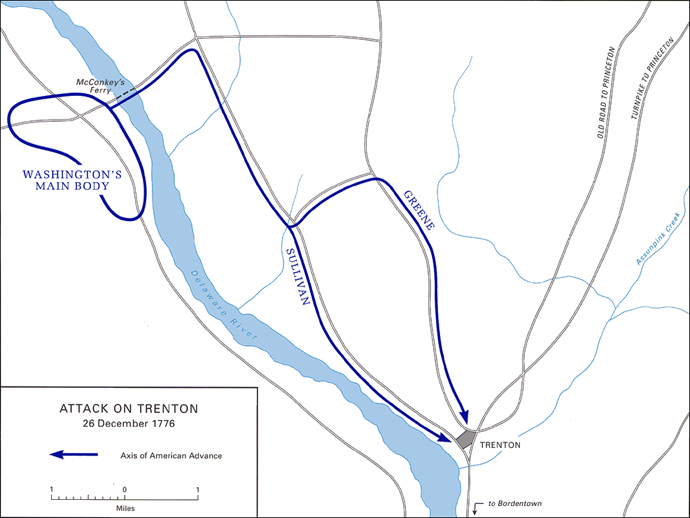 McConkey's
Ferry
WASHINGTON'S
MAIN BODY
OLD ROAD TO PRINCETON
TURNPIKE TO PRINCETON
GREENE
SULLIVAN
Assunpink Creek
Delaware River
TRENTON
to Bordentown
ATTACK ON TRENTON
26 December 1776
Axis of American Advance
1 0 1
Miles